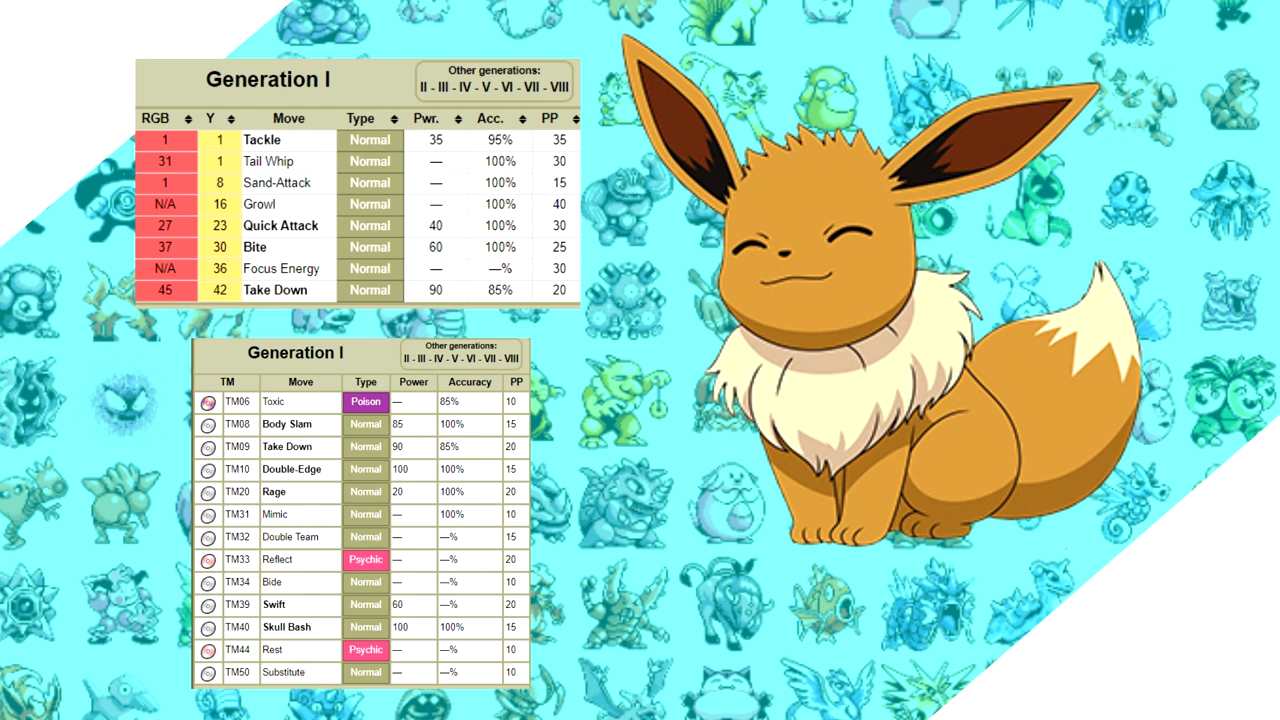 Generation I
Other generations:
II - III - IV - V - VI - VII - VIII
RGB Y Move Type Pwr. Acc. PP
1 1 Tackle Normal 35 95% 35
31 1 Tail Whip Normal — 100% 30
1 8 Sand-Attack Normal — 100% 15
N/A 16 Growl Normal — 100% 40
27 23 Quick Attack Normal 40 100% 30
37 30 Bite Normal 60 100% 25
N/A 36 Focus Energy Normal — —% 30
45 42 Take Down Normal 90 85% 20
Generation I
Other generations:
II - III - IV - V - VI - VII - VIII
TM Move Type Power Accuracy PP
TM06 Toxic Poison — 85% 10
TM08 Body Slam Normal 85 100% 15
TM09 Take Down Normal 90 85% 20
TM10 Double-Edge Normal 100 100% 15
TM20 Rage Normal 20 100% 20
TM31 Mimic Normal — 100% 10
TM32 Double Team Normal — —% 15
TM33 Reflect Psychic — —% 20
TM34 Bide Normal — —% 10
TM39 Swift Normal 60 —% 20
TM40 Skull Bash Normal 100 100% 15
TM44 Rest Psychic — —% 10
TM50 Substitute Normal — —% 10